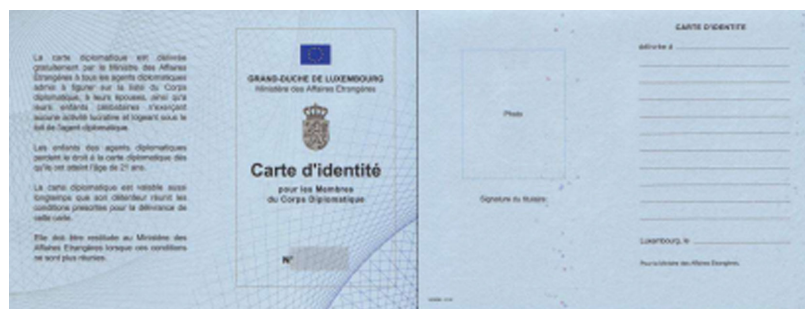 La carte diplomatique est délivrée
gratuitement par le Ministre des Affaires
Etrangères à tous les agents diplomatiques
admis à figurer sur la liste du Corps
diplomatique, à leurs épouses, ainsi qu'à
leurs enfants célibataires n'exerçant
aucune activité lucrative et logeant sous le
toit de l'agent diplomatique.
Les enfants des agents diplomatiques
perdent le droit à la carte diplomatique dès
qu'ils ont atteint l'âge de ans.
La carte diplomatique est valable aussi
longtemps que son détenteur réunit les
conditions prescrites pour la délivrance de
cette carte.
Elle doit être restituée au Ministère des
Affaires Etrangères lorsque ces conditions
ne sont plus réunies.
GRAND-DUCHE DE LUXEMBOURG
Ministère des Affaires Etrangères
Carte d'identité
pour les Membres
du Corps Diplomatique
N°
Photo
Signature du titulaire
CARTE D'IDENTITE
délivrée à
Luxembourg, le
Pour le Ministre des Affaires Etrangères,